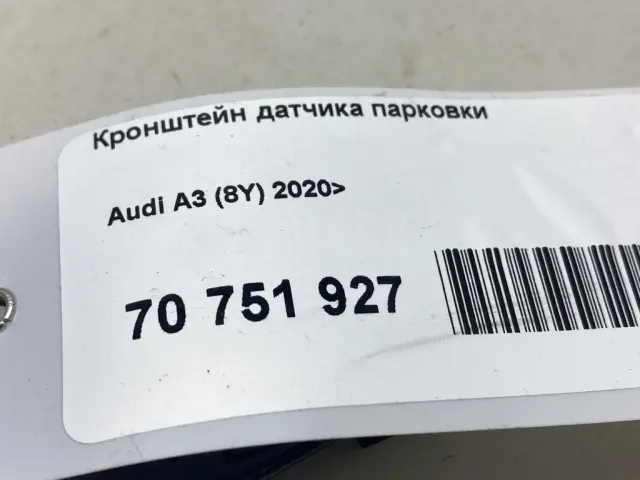 Кронштейн датчика парковки
Audi A3 (8Y) 2020>
70 751 927